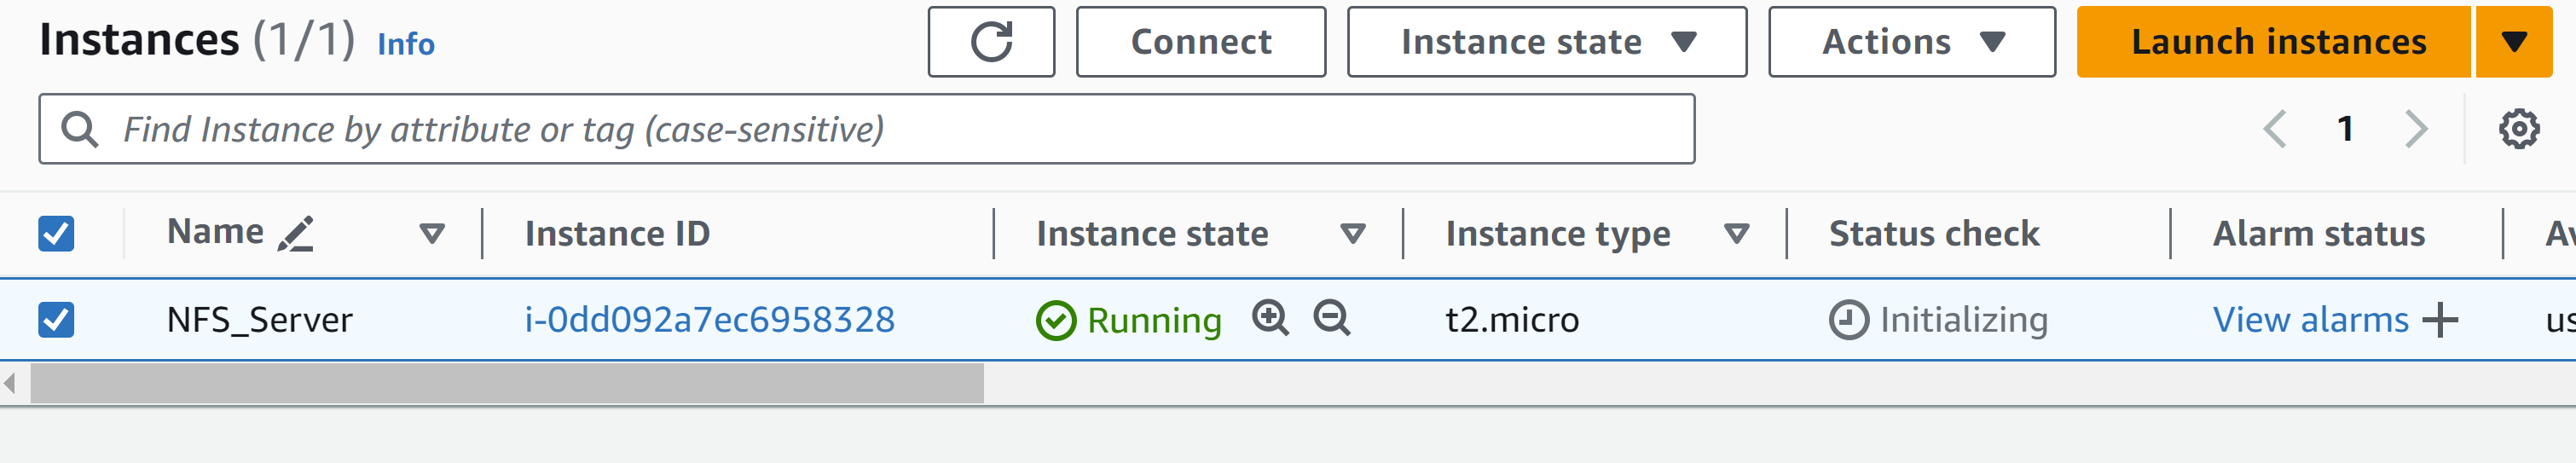 Instances (1/1) Info Connect Instance state Actions Launch instances
Find Instance by attribute or tag (case-sensitive) 1
Name Instance ID Instance state Instance type Status check Alarm status
NFS_Server i-0dd092a7ec6958328 Running t2.micro Initializing View alarms